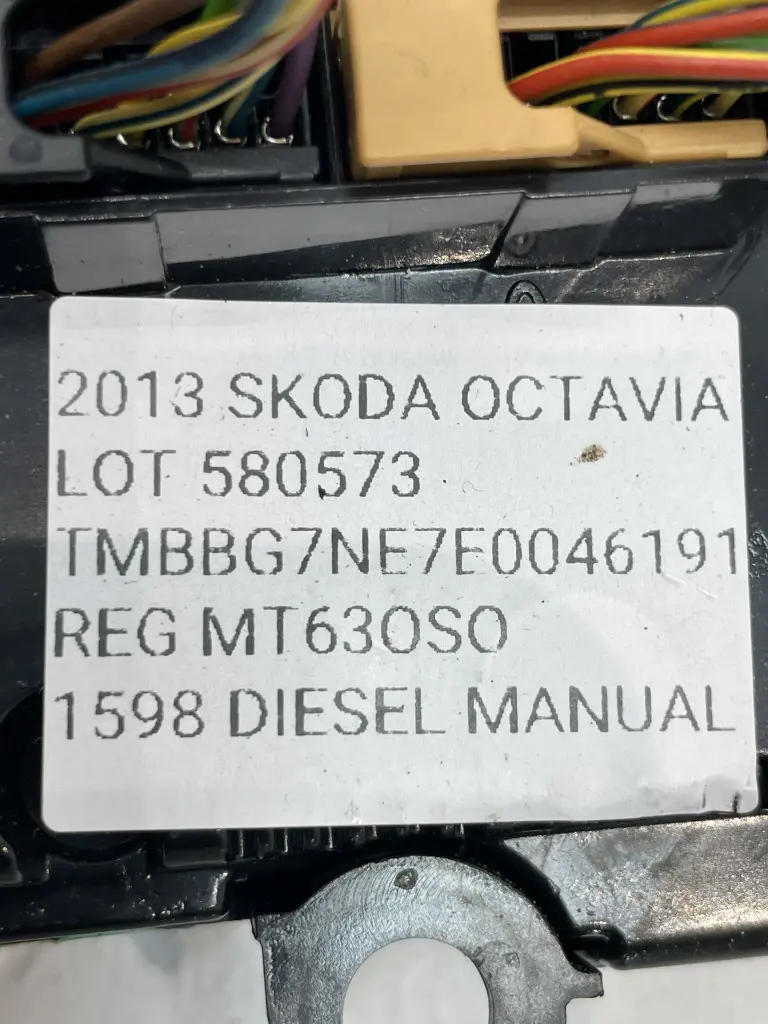 2013 SKODA OCTAVIA
LOT 580573
TMBBG7NE7E0046191
REG MT63OSO
1598 DIESEL MANUAL